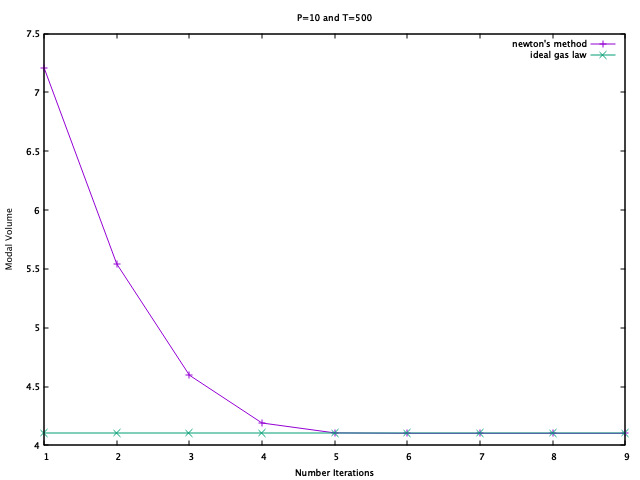 P=10 and T=500
newton's method
ideal gas law
7.5
7
6.5
6
5.5
5
4.5
4
Modal Volume
1 2 3 4 5 6 7 8 9
Number Iterations